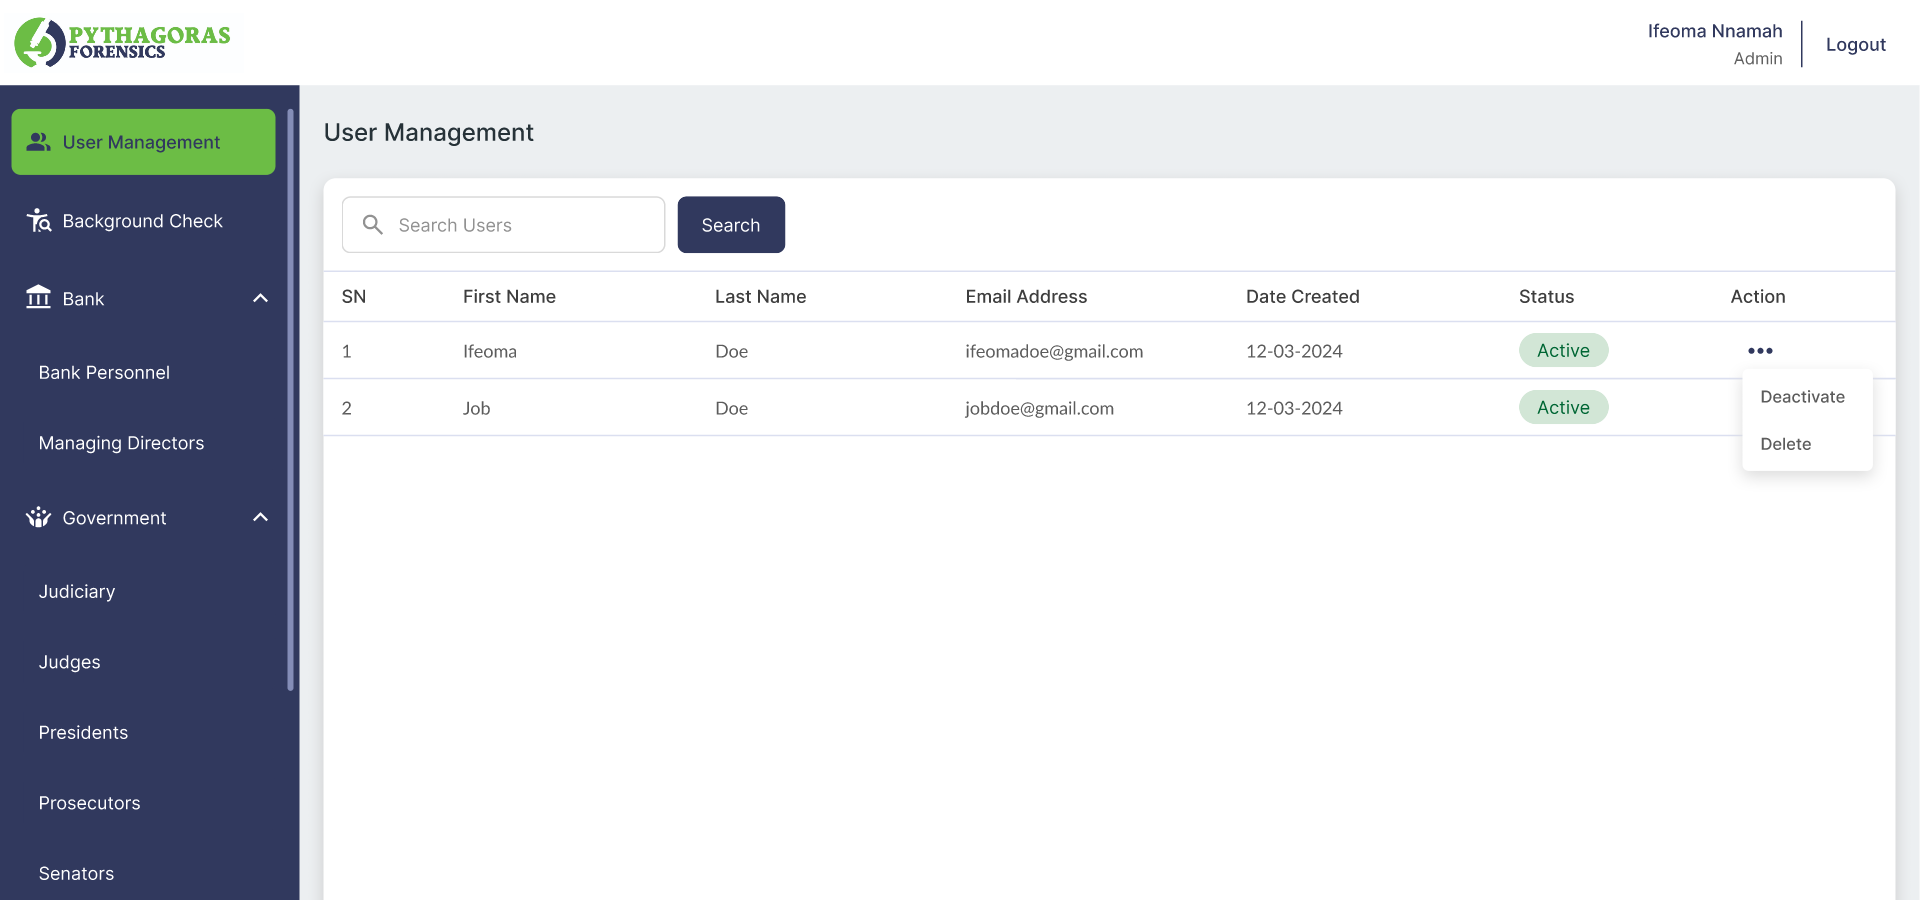 PYTHAGORAS
FORENSICS
Ifeoma Nnamah
Admin
Logout
User Management
Background Check
Bank
Bank Personnel
Managing Directors
Government
Judiciary
Judges
Presidents
Prosecutors
Senators
User Management
Search Users
Search
SN First Name Last Name Email Address Date Created Status Action
1 Ifeoma Doe ifeomadoe@gmail.com 12-03-2024 Active
2 Job Doe jobdoe@gmail.com 12-03-2024 Active
Deactivate
Delete